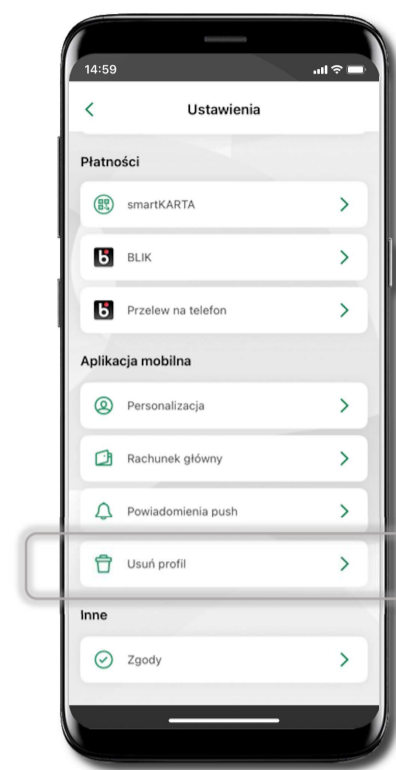 14:59
Ustawienia
Płatności
smartKARTA
BLIK
Przelew na telefon
Aplikacja mobilna
Personalizacja
Rachunek główny
Powiadomienia push
Usuń profil
Inne
Zgody